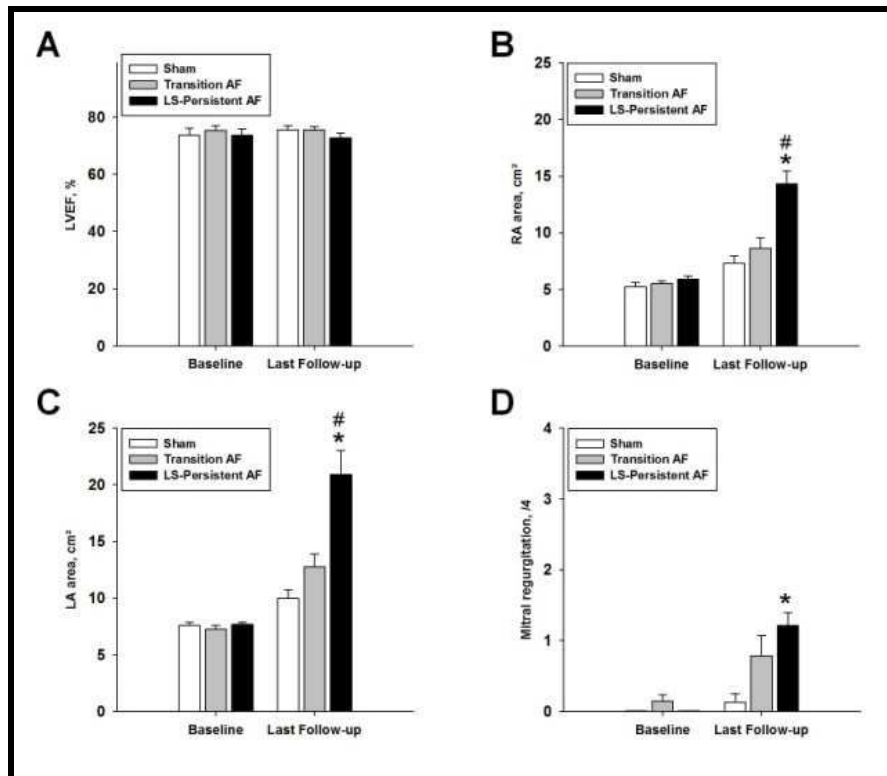 A
Sham
Transition AF
LS-Persistent AF
80
60
40
20
0
LVEF, %
Baseline Last Follow-up
B
Sham
Transition AF
LS-Persistent AF
25
20
15
10
5
0
RA area, cm²
#
*
Baseline Last Follow-up
C
Sham
Transition AF
LS-Persistent AF
25
20
15
10
5
0
LA area, cm²
#
*
Baseline Last Follow-up
D
Sham
Transition AF
LS-Persistent AF
4
3
2
1
0
Mitral regurgitation, /4
*
Baseline Last Follow-up